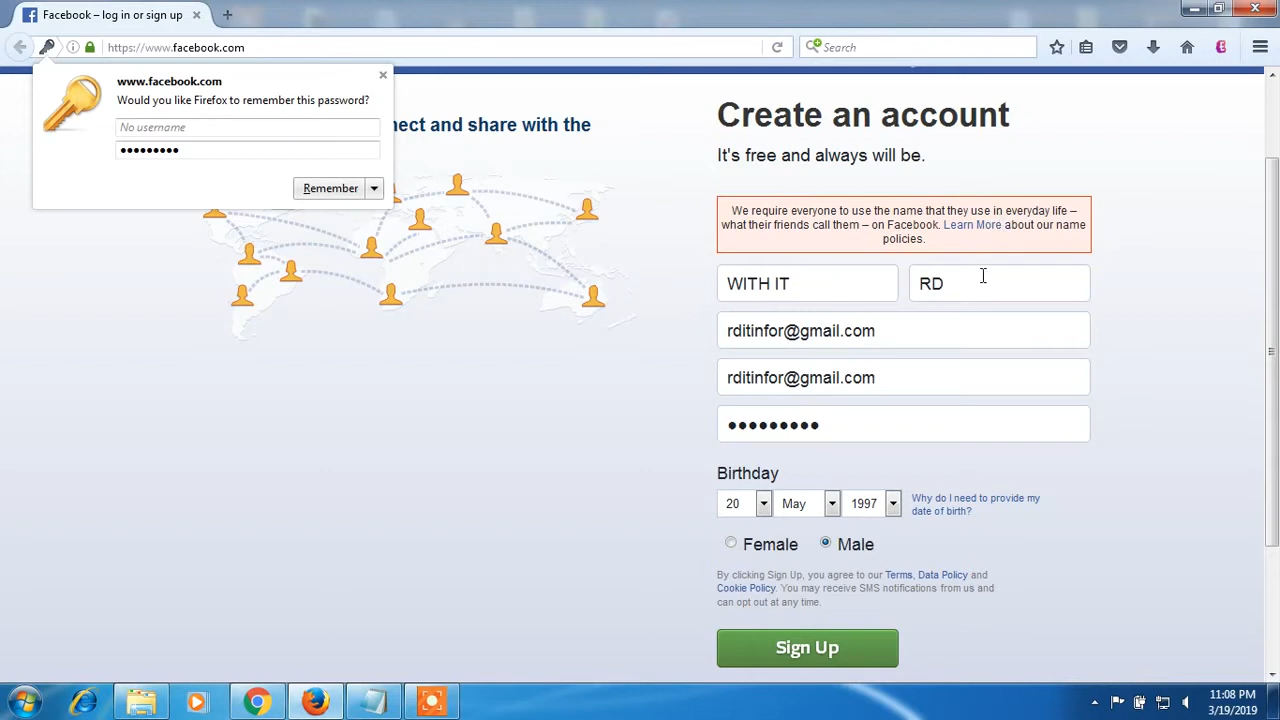 Facebook – log in or sign up
https://www.facebook.com
Search
www.facebook.com
Would you like Firefox to remember this password?
No username
•••••••••
Remember
nect and share with the
Create an account
It's free and always will be.
We require everyone to use the name that they use in everyday life –
what their friends call them – on Facebook. Learn More about our name
policies.
WITH IT
RD
rditinfor@gmail.com
rditinfor@gmail.com
•••••••••
Birthday
20
May
1997
Why do I need to provide my
date of birth?
Female
Male
By clicking Sign Up, you agree to our Terms, Data Policy and
Cookie Policy. You may receive SMS notifications from us and
can opt out at any time.
Sign Up
11:08 PM
3/19/2019